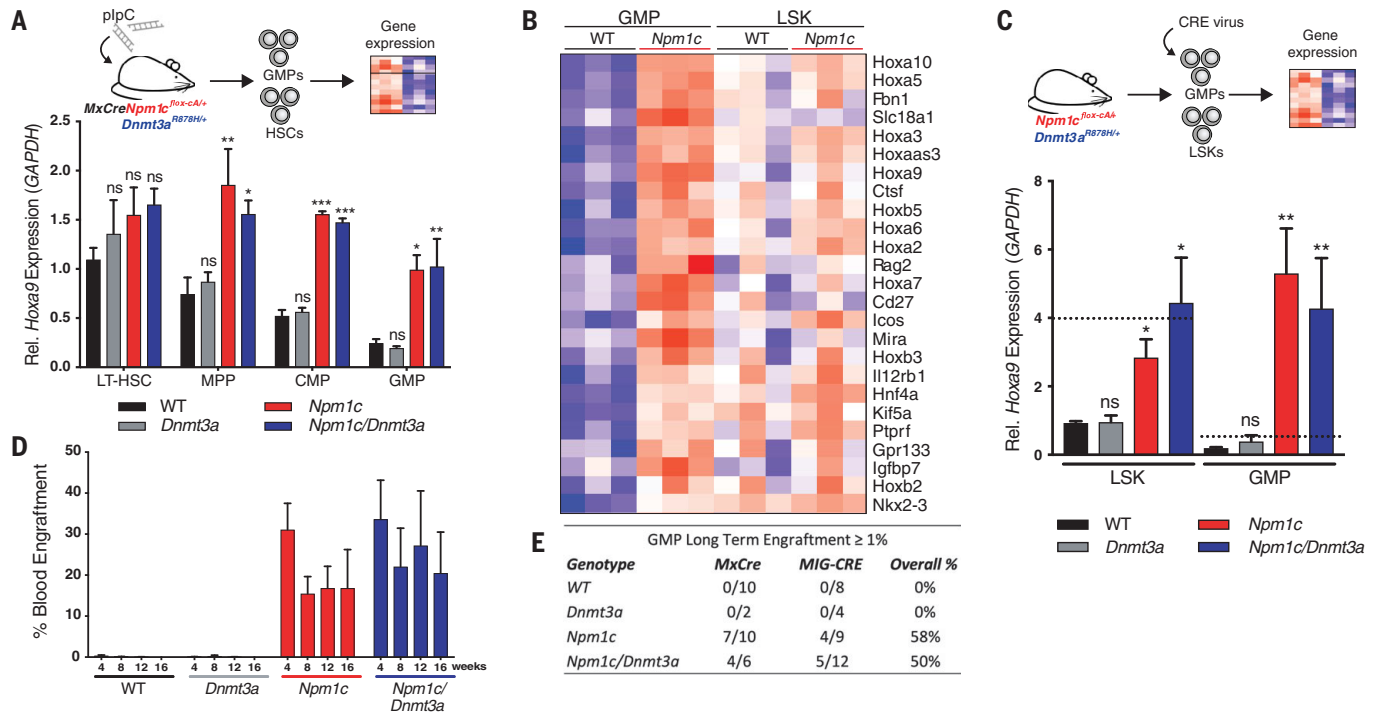 A
pIpC
GMPs
HSCs
Gene
expression
MxCreNpm1c^flox-cA/+
Dnmt3a^R878H/+
Rel. Hoxa9 Expression (GAPDH)
2.5
2.0
1.5
1.0
0.5
0.0
ns ns ns
ns ** *
ns *** ***
ns * **
LT-HSC MPP CMP GMP
WT Npm1c
Dnmt3a Npm1c/Dnmt3a
B
GMP LSK
WT Npm1c WT Npm1c
Hoxa10
Hoxa5
Fbn1
Slc18a1
Hoxa3
Hoxaas3
Hoxa9
Ctsf
Hoxb5
Hoxa6
Hoxa2
Rag2
Hoxa7
Cd27
Icos
Mira
Hoxb3
Il12rb1
Hnf4a
Kif5a
Ptprf
Gpr133
Igfbp7
Hoxb2
Nkx2-3
C
CRE virus
GMPs
LSKs
Gene
expression
Npm1c^flox-cA/+
Dnmt3a^R878H/+
Rel. Hoxa9 Expression (GAPDH)
8
6
4
2
0
ns * *
ns ** **
LSK GMP
WT Npm1c
Dnmt3a Npm1c/Dnmt3a
D
% Blood Engraftment
50
40
30
20
10
0
4 8 12 16 4 8 12 16 4 8 12 16 4 8 12 16 weeks
WT Dnmt3a Npm1c Npm1c/
Dnmt3a
E
GMP Long Term Engraftment ≥ 1%
Genotype MxCre MIG-CRE Overall %
WT 0/10 0/8 0%
Dnmt3a 0/2 0/4 0%
Npm1c 7/10 4/9 58%
Npm1c/Dnmt3a 4/6 5/12 50%